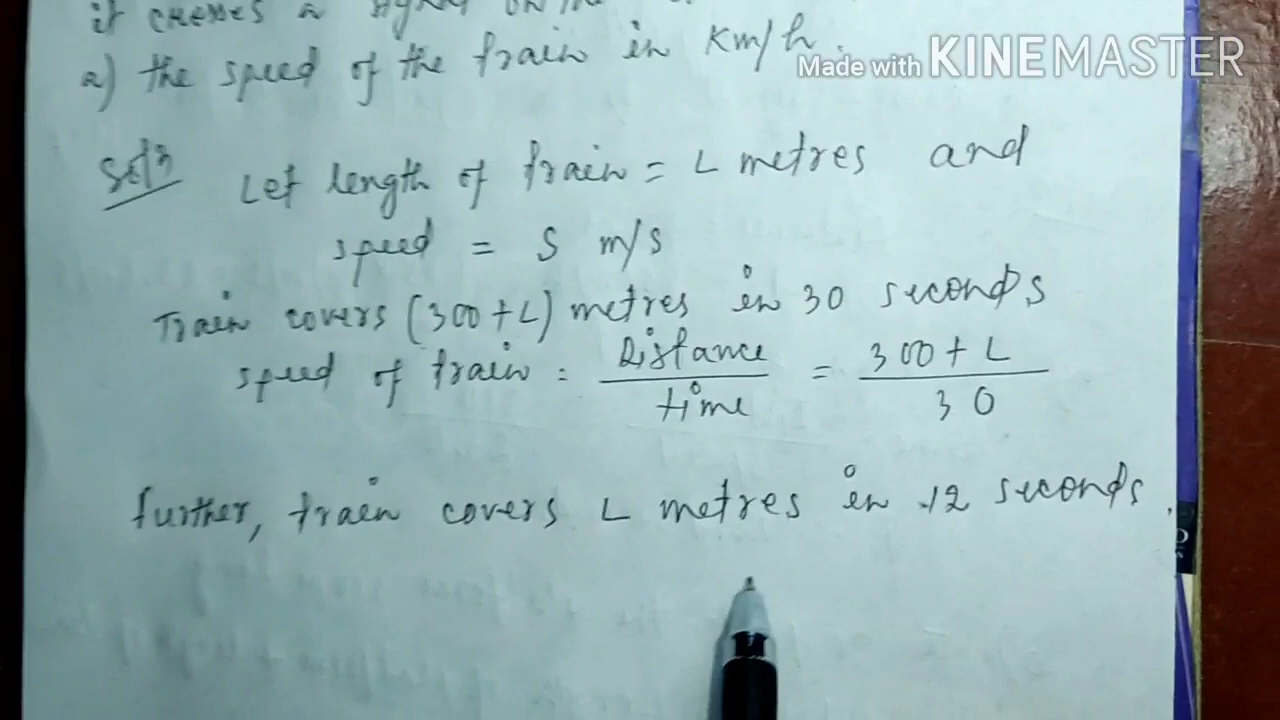 it crosses a
a) the speed of the train in Km/h.
Made with KINEMASTER
Soln Let length of train = L metres and
speed = S m/s
Train covers (300+L) metres in 30 seconds
speed of train = Distance / time = 300 + L / 30
further, train covers L metres in 12 seconds.